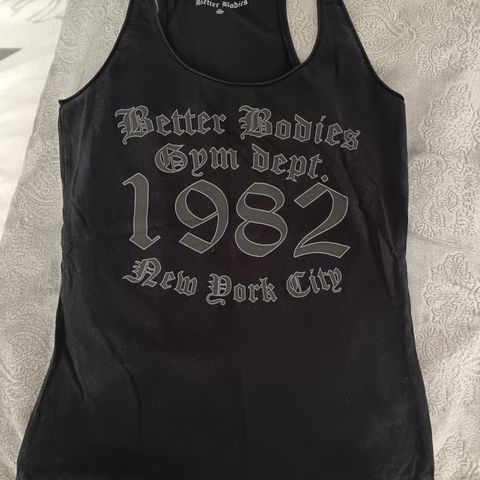 Better Bodies
Better Bodies
Gym dept.
1982
New York City